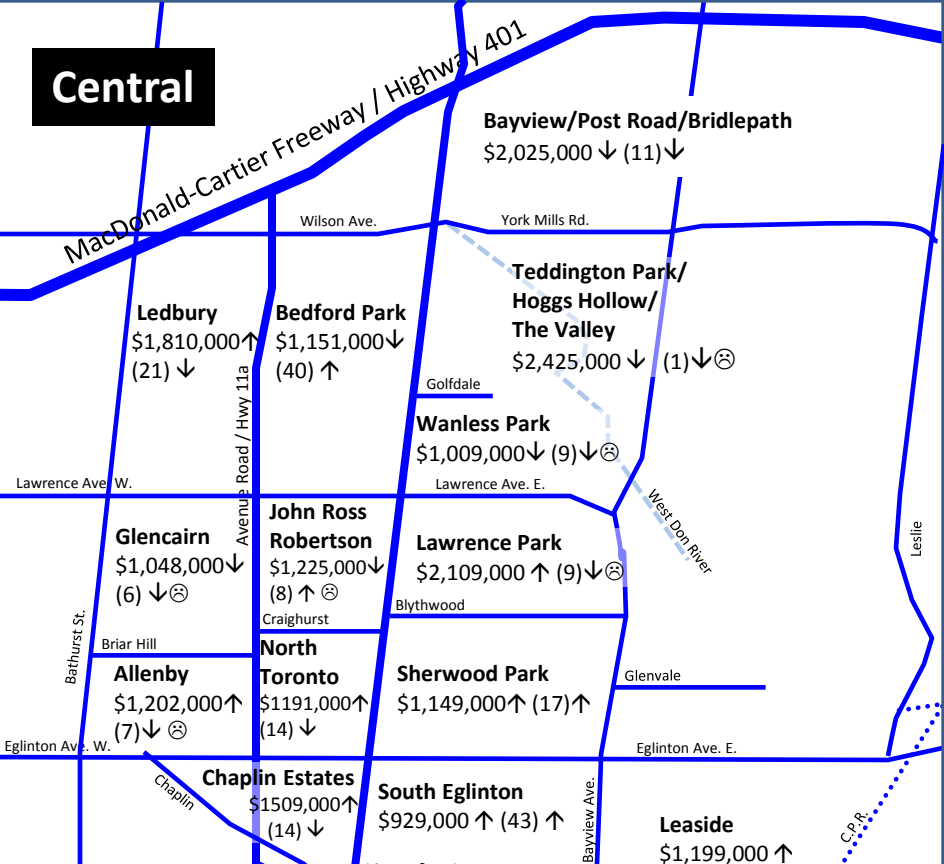 Central
MacDonald-Cartier Freeway / Highway 401
Bayview/Post Road/Bridlepath
$2,025,000 ↓ (11)↓
Wilson Ave.
York Mills Rd.
Teddington Park/
Hoggs Hollow/
The Valley
$2,425,000 ↓ (1)↓☹
Ledbury
$1,810,000↑
(21) ↓
Bedford Park
$1,151,000↓
(40) ↑
Avenue Road / Hwy 11a
Golfdale
Wanless Park
$1,009,000↓ (9)↓☹
Lawrence Ave. W.
Lawrence Ave. E.
West Don River
Leslie
Glencairn
$1,048,000↓
(6) ↓☹
John Ross
Robertson
$1,225,000↓
(8) ↑ ☹
Lawrence Park
$2,109,000 ↑ (9)↓☹
Blythwood
Craighurst
Bathurst St.
Briar Hill
Allenby
$1,202,000↑
(7)↓ ☹
North
Toronto
$1191,000↑
(14) ↓
Sherwood Park
$1,149,000↑ (17)↑
Glenvale
Eglinton Ave. W.
Eglinton Ave. E.
Chaplin
Chaplin Estates
$1509,000↑
(14) ↓
South Eglinton
$929,000 ↑ (43) ↑
Bayview Ave.
Leaside
$1,199,000 ↑
C.P.R.